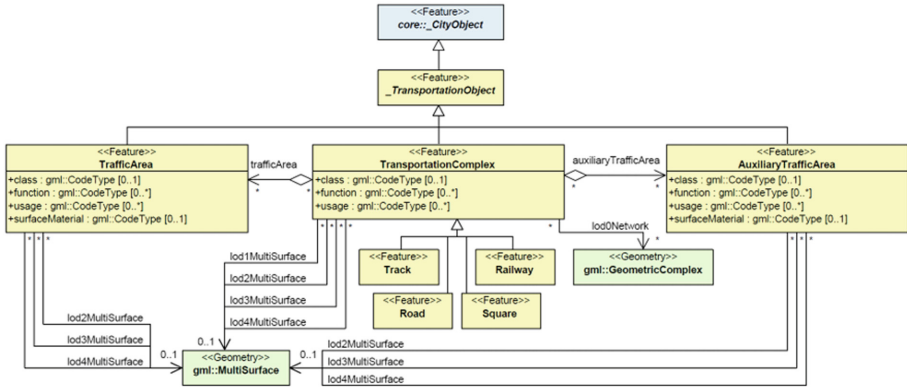 <<Feature>>
core::_CityObject
<<Feature>>
_TransportationObject
<<Feature>>
TrafficArea
+class : gml::CodeType [0..1]
+function : gml::CodeType [0..*]
+usage : gml::CodeType [0..*]
+surfaceMaterial : gml::CodeType [0..1]
trafficArea
*
*
<<Feature>>
TransportationComplex
+class : gml::CodeType [0..1]
+function : gml::CodeType [0..*]
+usage : gml::CodeType [0..*]
auxiliaryTrafficArea
*
*
<<Feature>>
AuxiliaryTrafficArea
+class : gml::CodeType [0..1]
+function : gml::CodeType [0..*]
+usage : gml::CodeType [0..*]
+surfaceMaterial : gml::CodeType [0..1]
* * *
* * * *
*
lod0Network
*
* * *
lod1MultiSurface
lod2MultiSurface
lod3MultiSurface
lod4MultiSurface
<<Feature>>
Track
<<Feature>>
Railway
<<Feature>>
Road
<<Feature>>
Square
<<Geometry>>
gml::GeometricComplex
lod2MultiSurface
lod3MultiSurface
lod4MultiSurface
0..1
0..1
0..1
<<Geometry>>
gml::MultiSurface
lod2MultiSurface
lod3MultiSurface
lod4MultiSurface